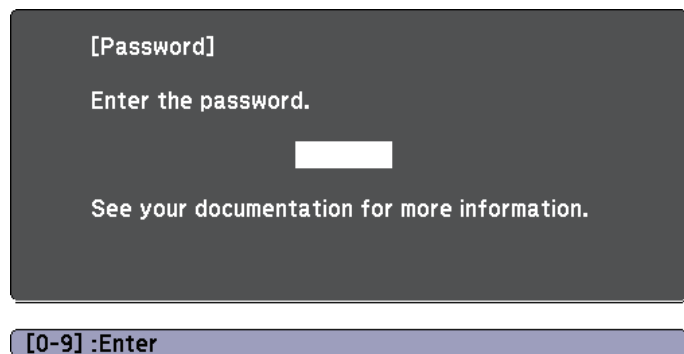 [Password]
Enter the password.
See your documentation for more information.
[0-9] :Enter